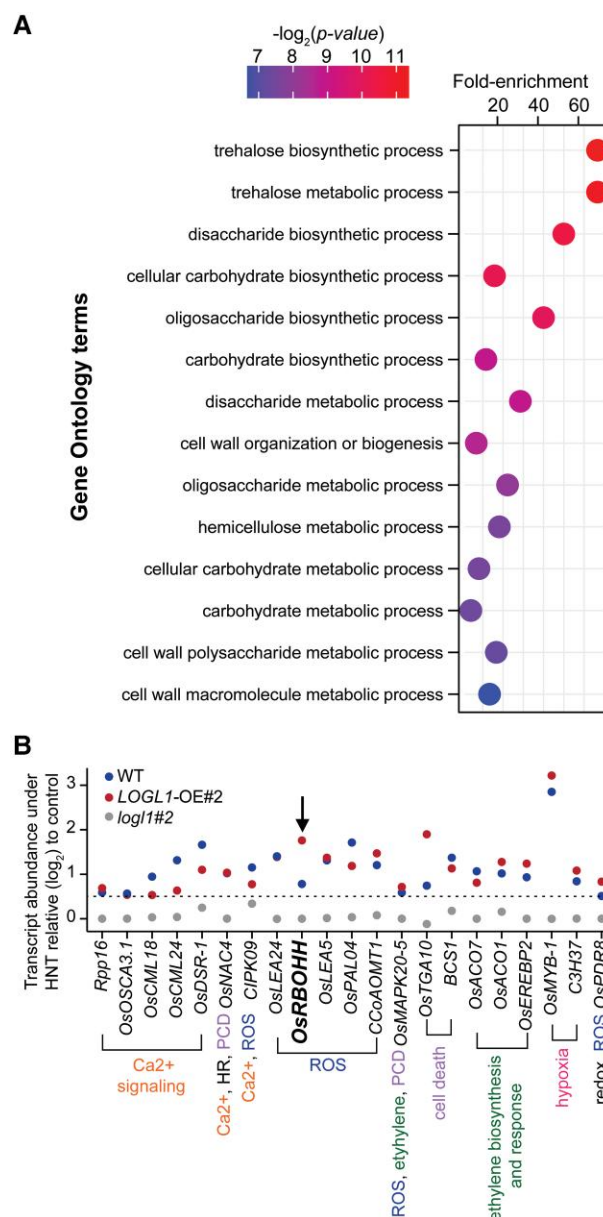 A
-log2(p-value)
7 8 9 10 11
Fold-enrichment
20 40 60
Gene Ontology terms
trehalose biosynthetic process
trehalose metabolic process
disaccharide biosynthetic process
cellular carbohydrate biosynthetic process
oligosaccharide biosynthetic process
carbohydrate biosynthetic process
disaccharide metabolic process
cell wall organization or biogenesis
oligosaccharide metabolic process
hemicellulose metabolic process
cellular carbohydrate metabolic process
carbohydrate metabolic process
cell wall polysaccharide metabolic process
cell wall macromolecule metabolic process
B
Transcript abundance under
HNT relative (log2) to control
3
2
1
0
WT
LOGL1-OE#2
logl1#2
Rpp16
OsOSCA3.1
OsCML18
OsCML24
OsDSR-1
OsNAC4
CIPK09
OsLEA24
OsRBOHH
OsLEA5
OsPAL04
CCoAOMT1
OsMAPK20-5
OsTGA10
BCS1
OsACO7
OsACO1
OsEREBP2
OsMYB-1
C3H37
OsPDR8
Ca2+
signaling
Ca2+, HR, PCD
Ca2+, ROS
ROS
ROS, etyhylene, PCD
cell death
ethylene biosynthesis
and response
hypoxia
redox, ROS